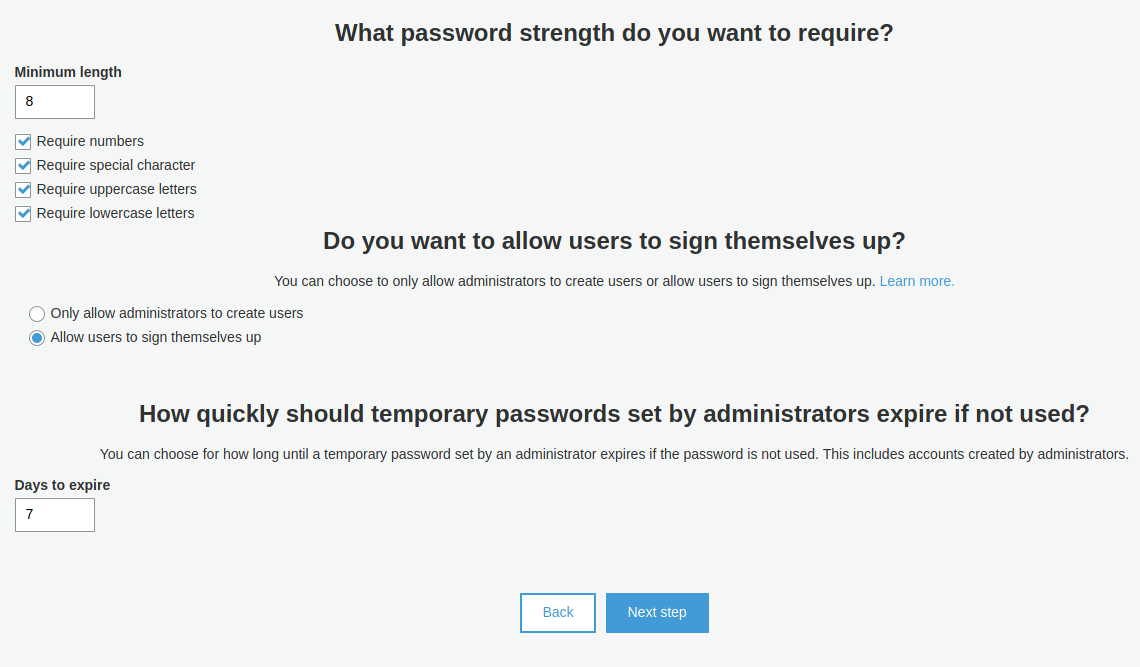 What password strength do you want to require?
Minimum length
8
Require numbers
Require special character
Require uppercase letters
Require lowercase letters
Do you want to allow users to sign themselves up?
You can choose to only allow administrators to create users or allow users to sign themselves up. Learn more.
Only allow administrators to create users
Allow users to sign themselves up
How quickly should temporary passwords set by administrators expire if not used?
You can choose for how long until a temporary password set by an administrator expires if the password is not used. This includes accounts created by administrators.
Days to expire
7
Back Next step